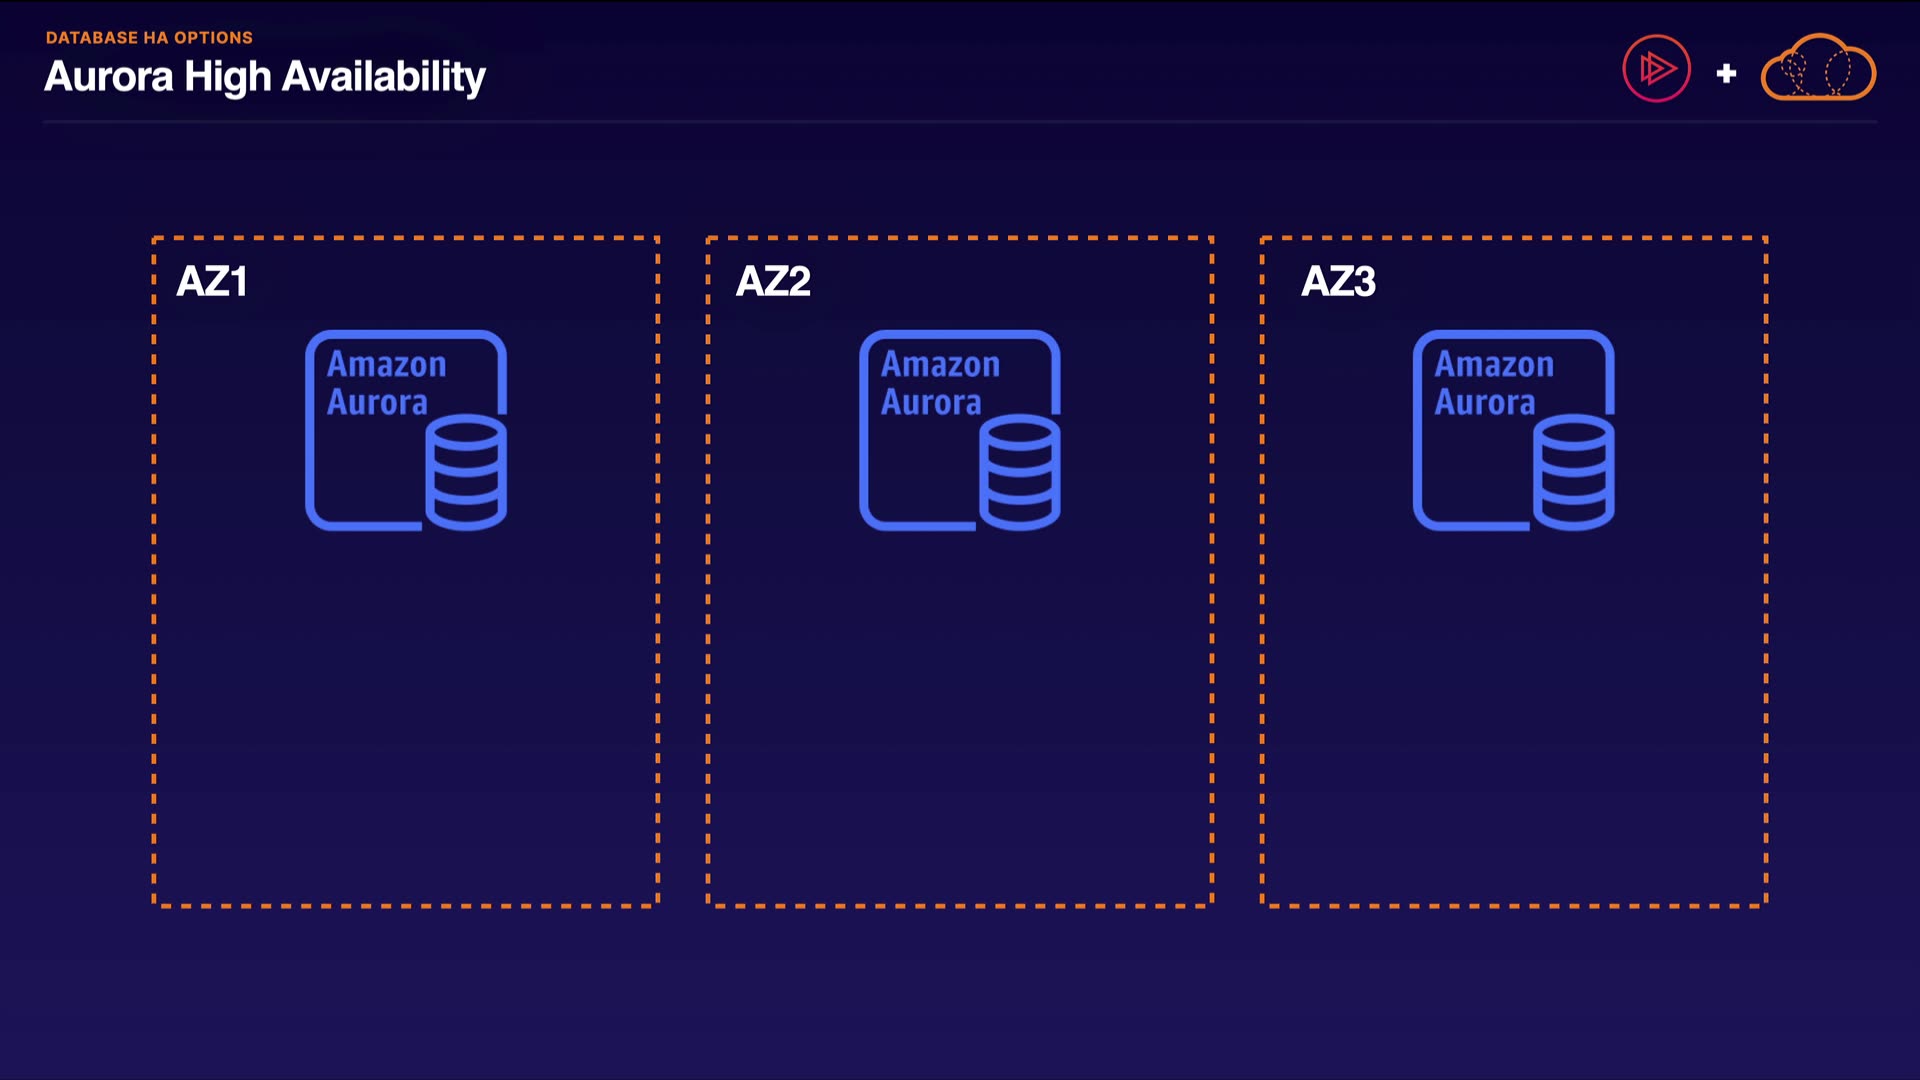 DATABASE HA OPTIONS
Aurora High Availability
AZ1
Amazon
Aurora
AZ2
Amazon
Aurora
AZ3
Amazon
Aurora